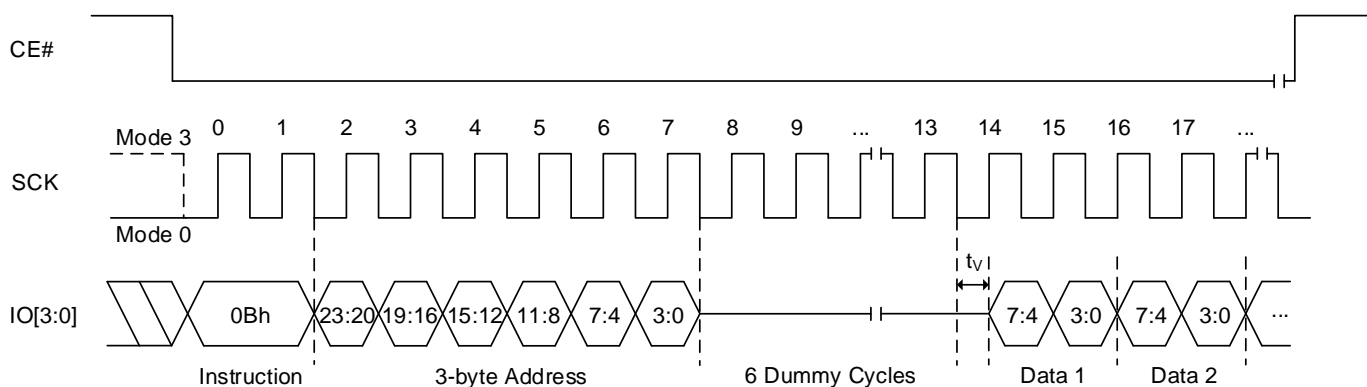 CE#
0 1 2 3 4 5 6 7 8 9 ... 13 14 15 16 17 ...
Mode 3
SCK
Mode 0
tV
IO[3:0] 0Bh 23:20 19:16 15:12 11:8 7:4 3:0 7:4 3:0 7:4 3:0 ...
Instruction 3-byte Address 6 Dummy Cycles Data 1 Data 2